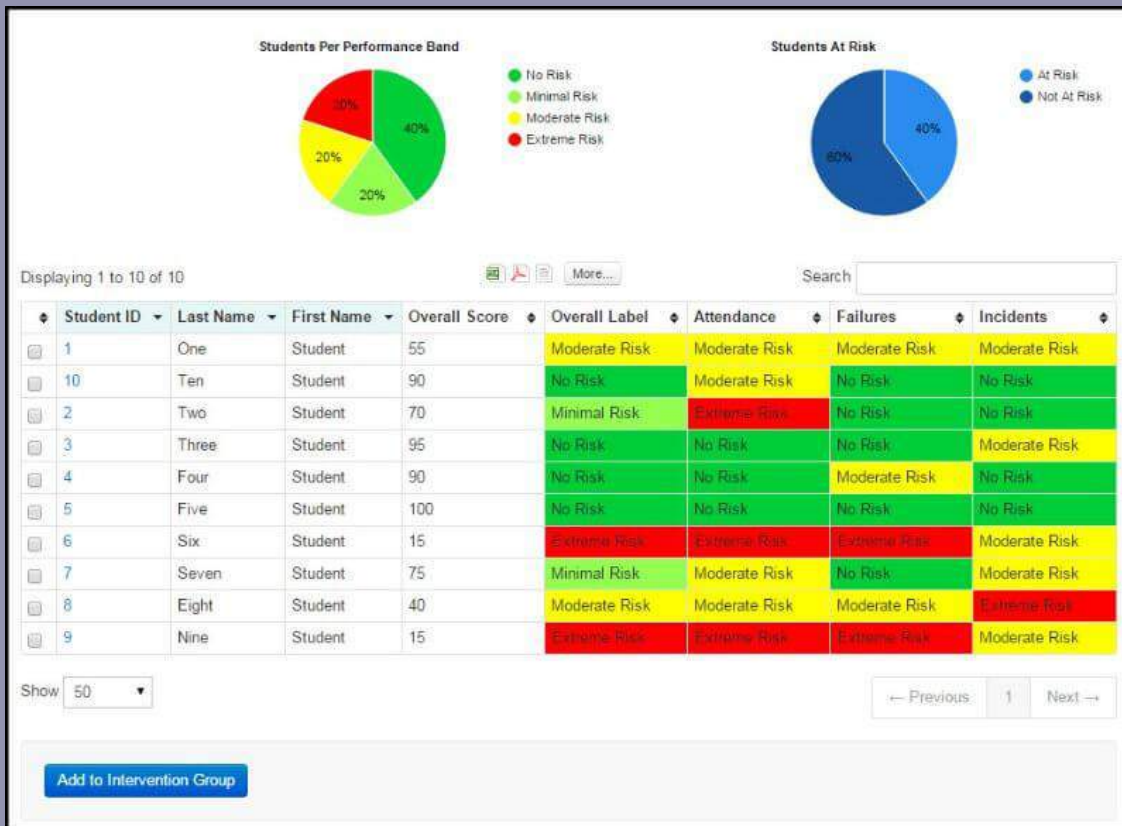 Students Per Performance Band
20%
40%
20%
20%
No Risk
Minimal Risk
Moderate Risk
Extreme Risk
Students At Risk
60%
40%
At Risk
Not At Risk
Displaying 1 to 10 of 10 More... Search
Student ID Last Name First Name Overall Score Overall Label Attendance Failures Incidents
1 One Student 55 Moderate Risk Moderate Risk Moderate Risk Moderate Risk
10 Ten Student 90 No Risk Moderate Risk No Risk No Risk
2 Two Student 70 Minimal Risk Extreme Risk No Risk No Risk
3 Three Student 95 No Risk No Risk No Risk Moderate Risk
4 Four Student 90 No Risk No Risk Moderate Risk No Risk
5 Five Student 100 No Risk No Risk No Risk No Risk
6 Six Student 15 Extreme Risk Extreme Risk Extreme Risk Moderate Risk
7 Seven Student 75 Minimal Risk Moderate Risk No Risk Moderate Risk
8 Eight Student 40 Moderate Risk Moderate Risk Moderate Risk Extreme Risk
9 Nine Student 15 Extreme Risk Extreme Risk Extreme Risk Moderate Risk
Show 50 ← Previous 1 Next →
Add to Intervention Group